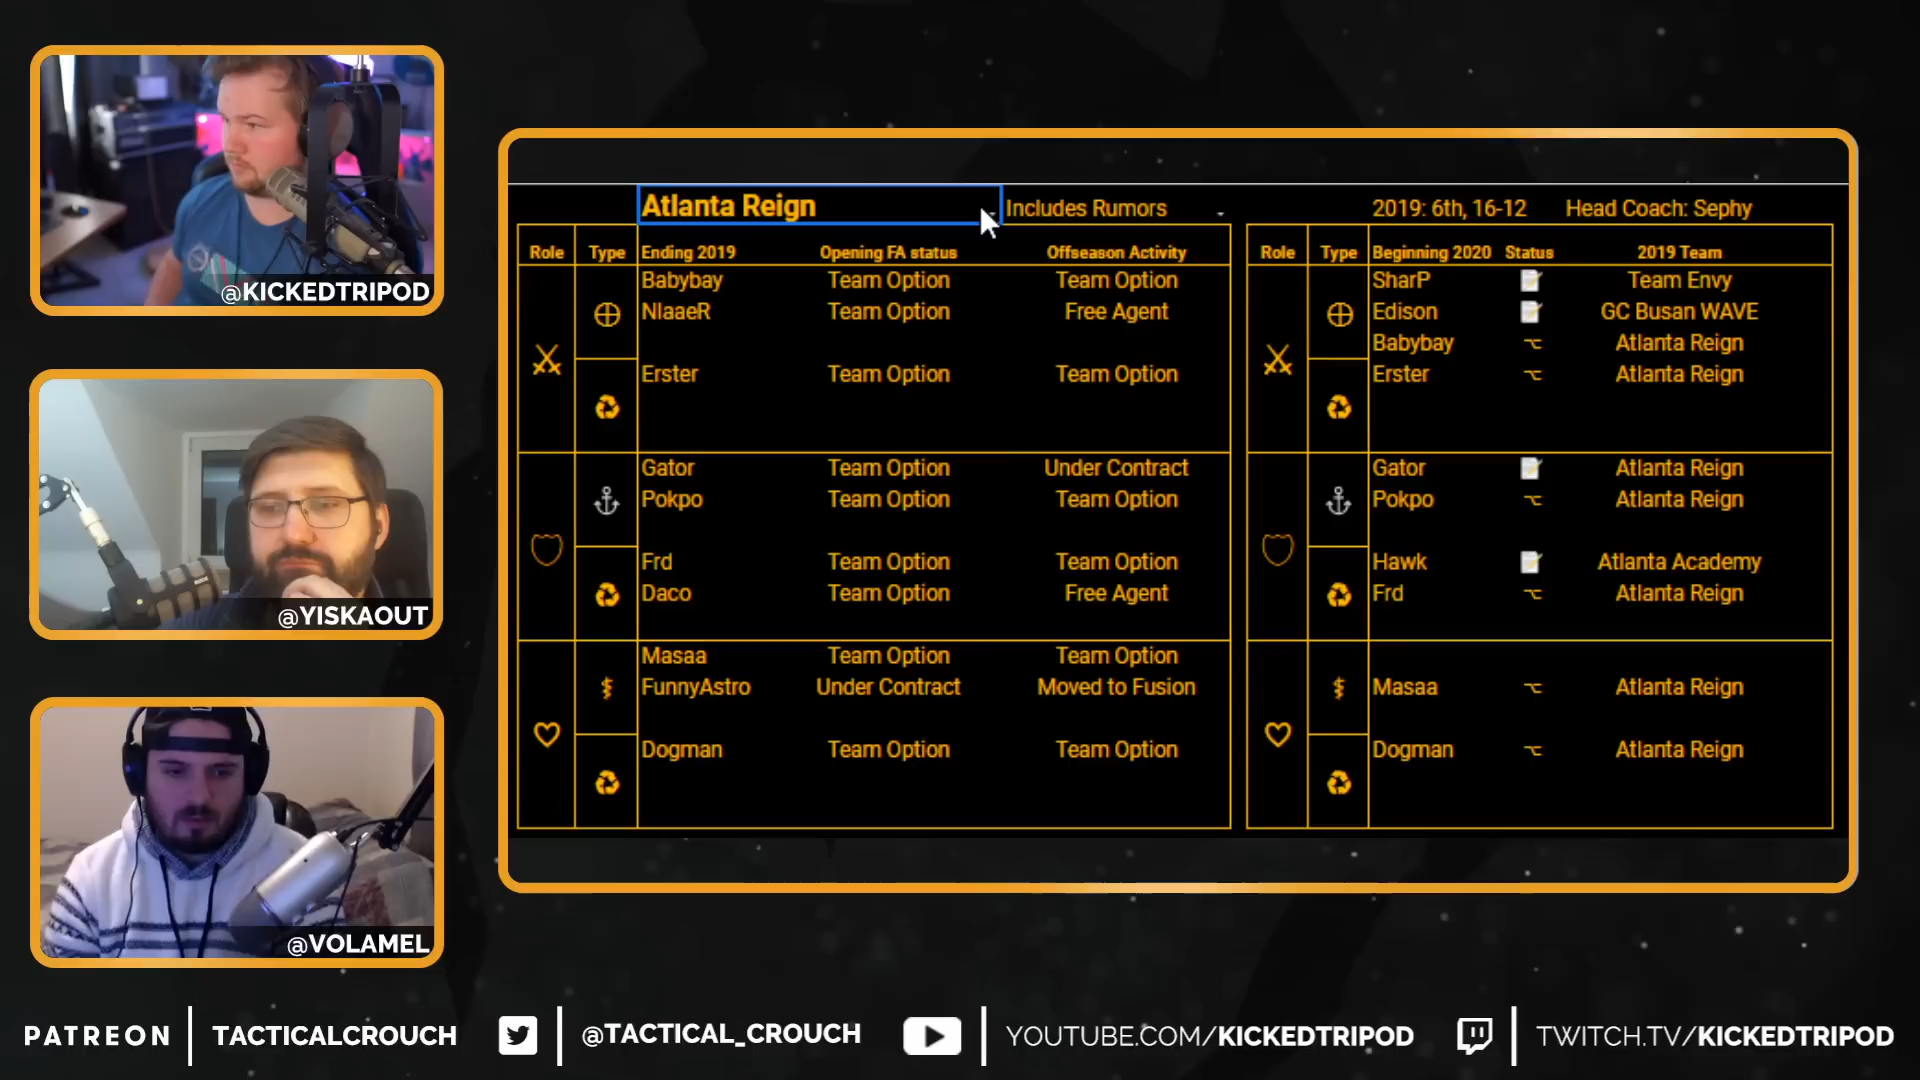 @KICKEDTRIPOD
@YISKAOUT
@VOLAMEL
Atlanta Reign Includes Rumors 2019: 6th, 16-12 Head Coach: Sephy
Role Type Ending 2019 Opening FA status Offseason Activity
Babybay Team Option Team Option
NlaaeR Team Option Free Agent
Erster Team Option Team Option
Gator Team Option Under Contract
Pokpo Team Option Team Option
Frd Team Option Team Option
Daco Team Option Free Agent
Masaa Team Option Team Option
FunnyAstro Under Contract Moved to Fusion
Dogman Team Option Team Option
Role Type Beginning 2020 Status 2019 Team
SharP Team Envy
Edison GC Busan WAVE
Babybay ⌥ Atlanta Reign
Erster ⌥ Atlanta Reign
Gator Atlanta Reign
Pokpo ⌥ Atlanta Reign
Hawk Atlanta Academy
Frd ⌥ Atlanta Reign
Masaa ⌥ Atlanta Reign
Dogman ⌥ Atlanta Reign
PATREON | TACTICALCROUCH | @TACTICAL_CROUCH | YOUTUBE.COM/KICKEDTRIPOD | TWITCH.TV/KICKEDTRIPOD